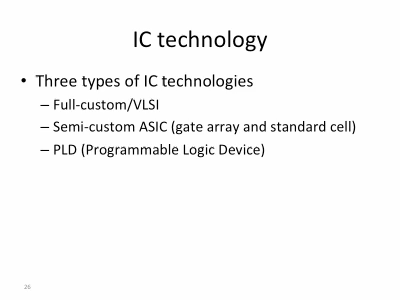 IC technology
• Three types of IC technologies
– Full-custom/VLSI
– Semi-custom ASIC (gate array and standard cell)
– PLD (Programmable Logic Device)
26